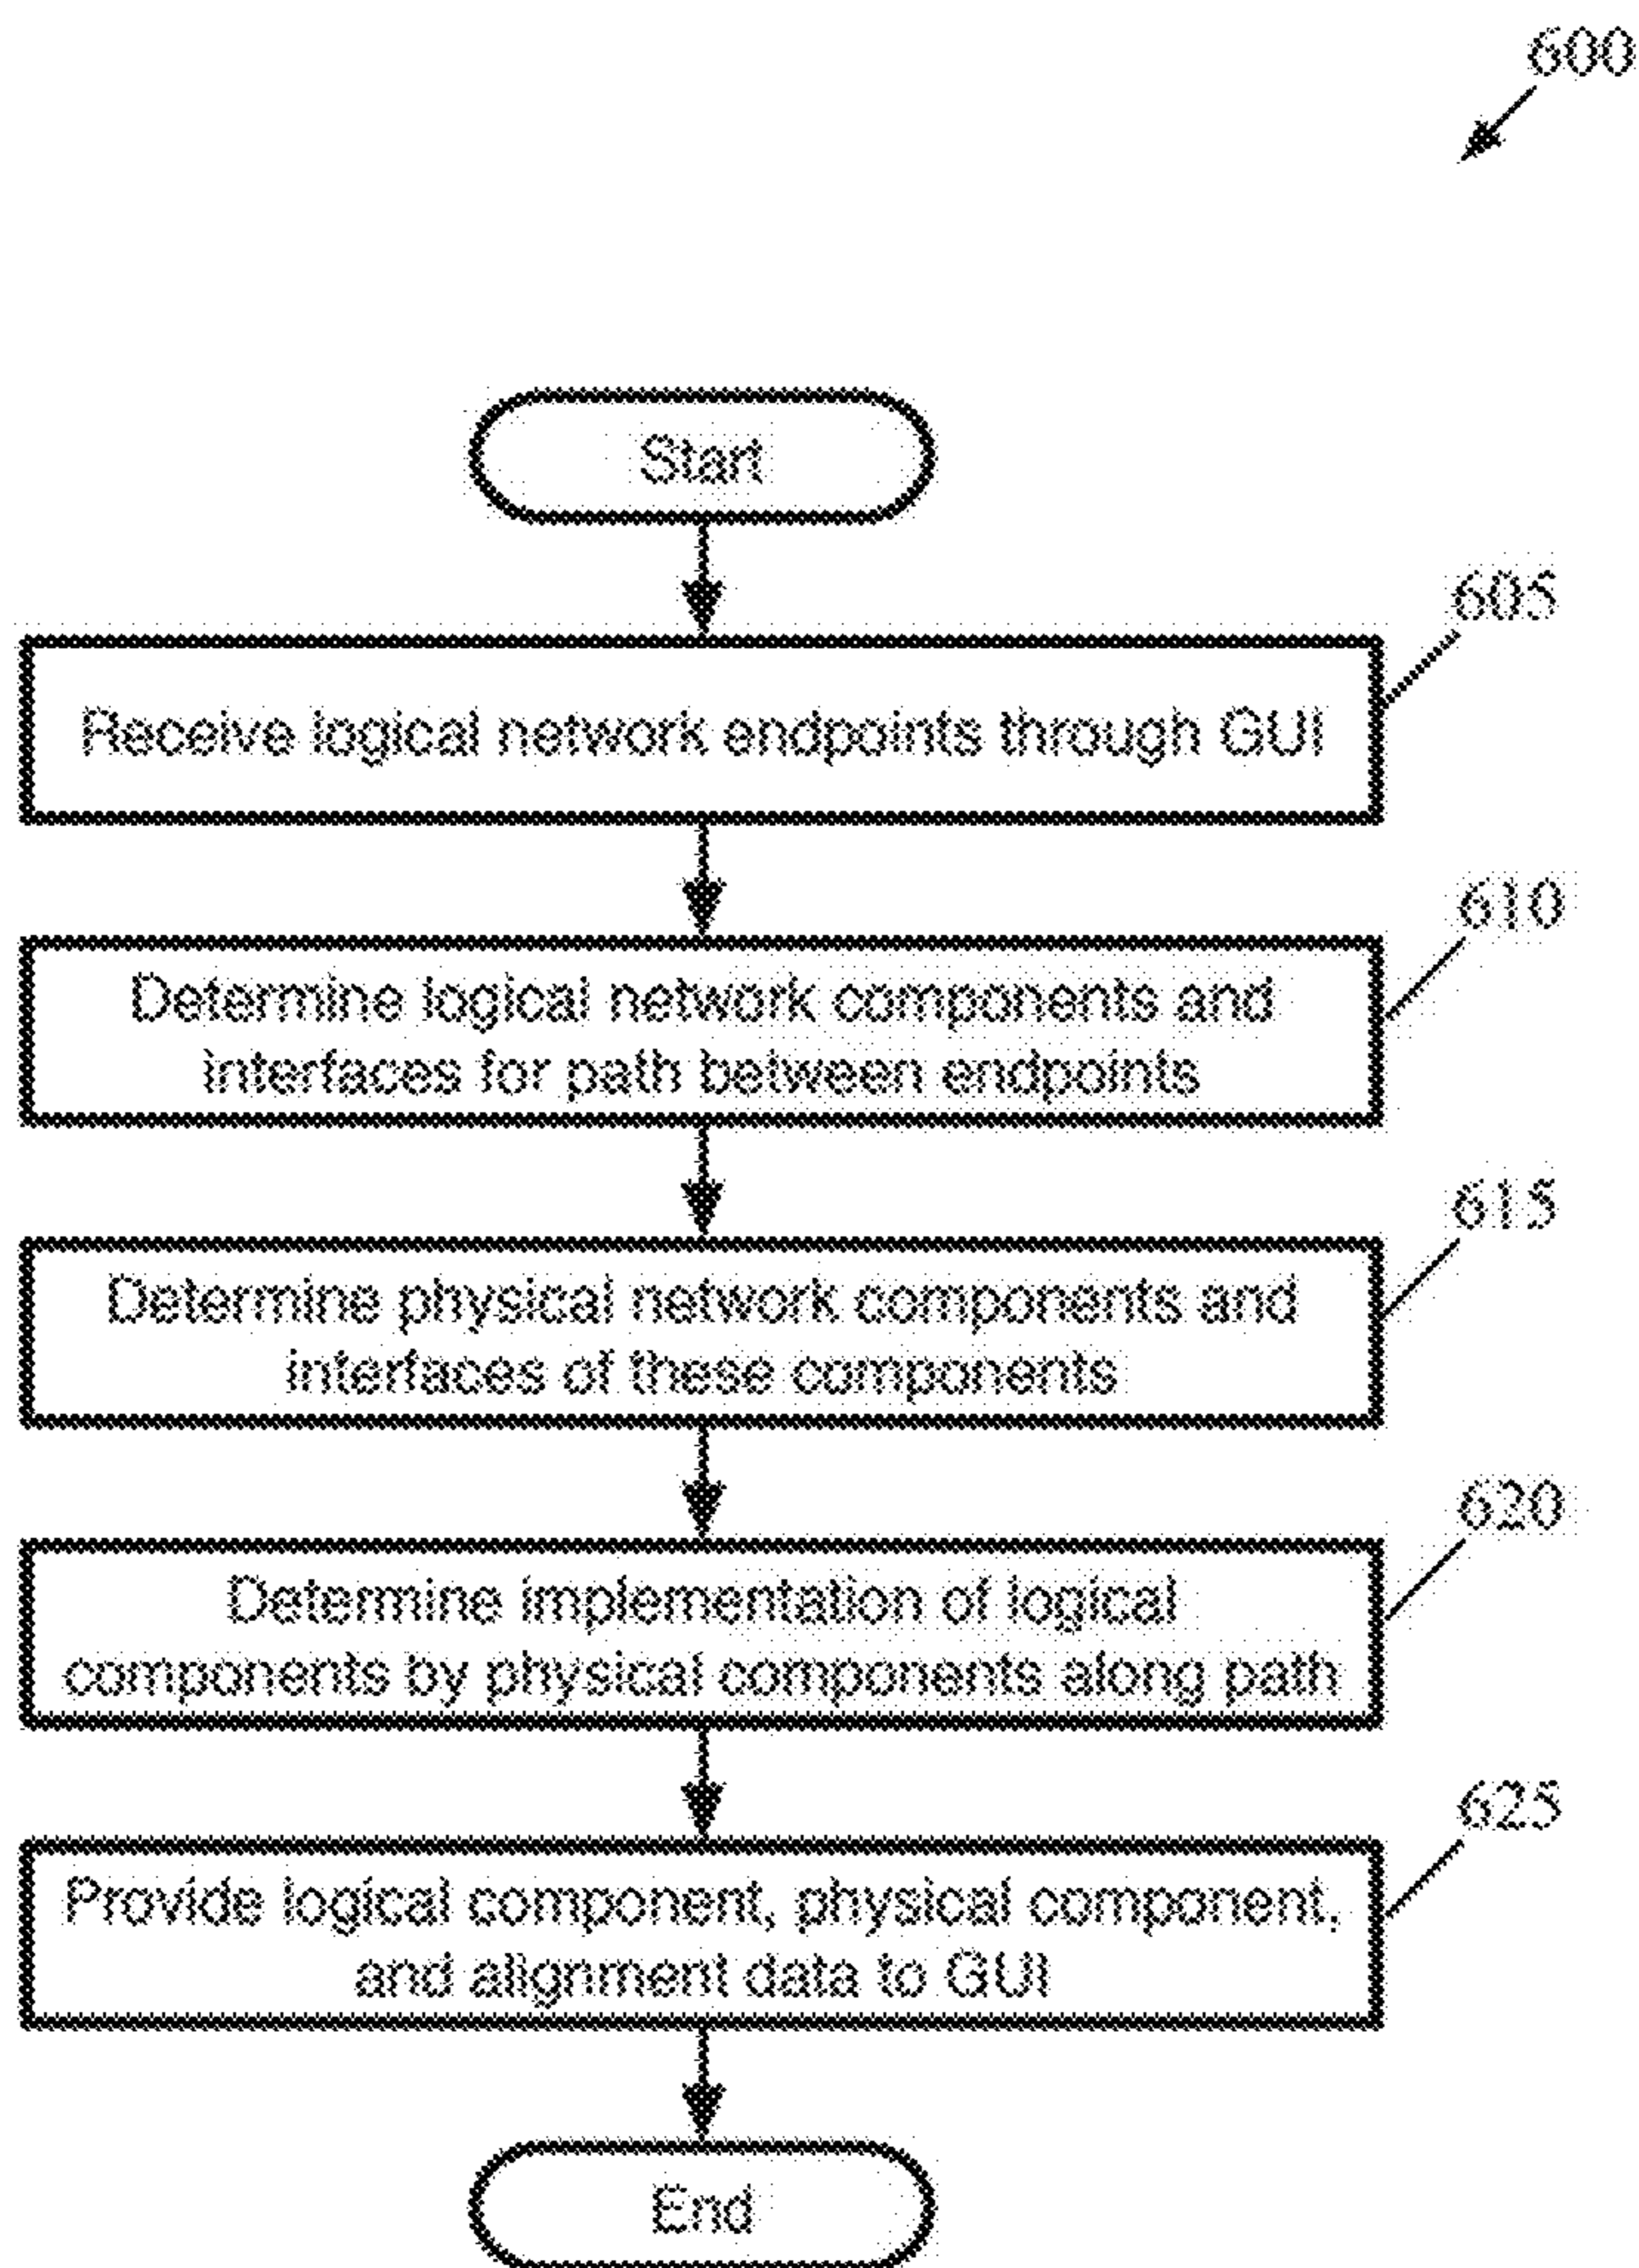 600
Start
605
Receive logical network endpoints through GUI
610
Determine logical network components and
interfaces for path between endpoints
615
Determine physical network components and
interfaces of these components
620
Determine implementation of logical
components by physical components along path
625
Provide logical component, physical component,
and alignment data to GUI
End